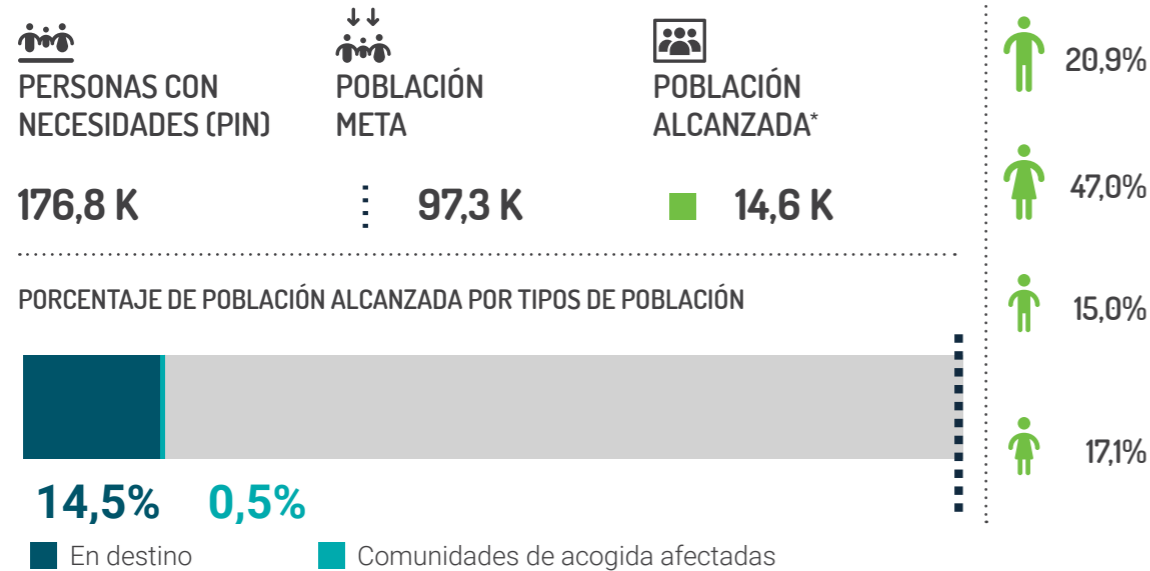 PERSONAS CON
NECESIDADES (PIN)
176,8 K
POBLACIÓN
META
97,3 K
POBLACIÓN
ALCANZADA*
14,6 K
PORCENTAJE DE POBLACIÓN ALCANZADA POR TIPOS DE POBLACIÓN
14,5%
0,5%
En destino
Comunidades de acogida afectadas
20,9%
47,0%
15,0%
17,1%